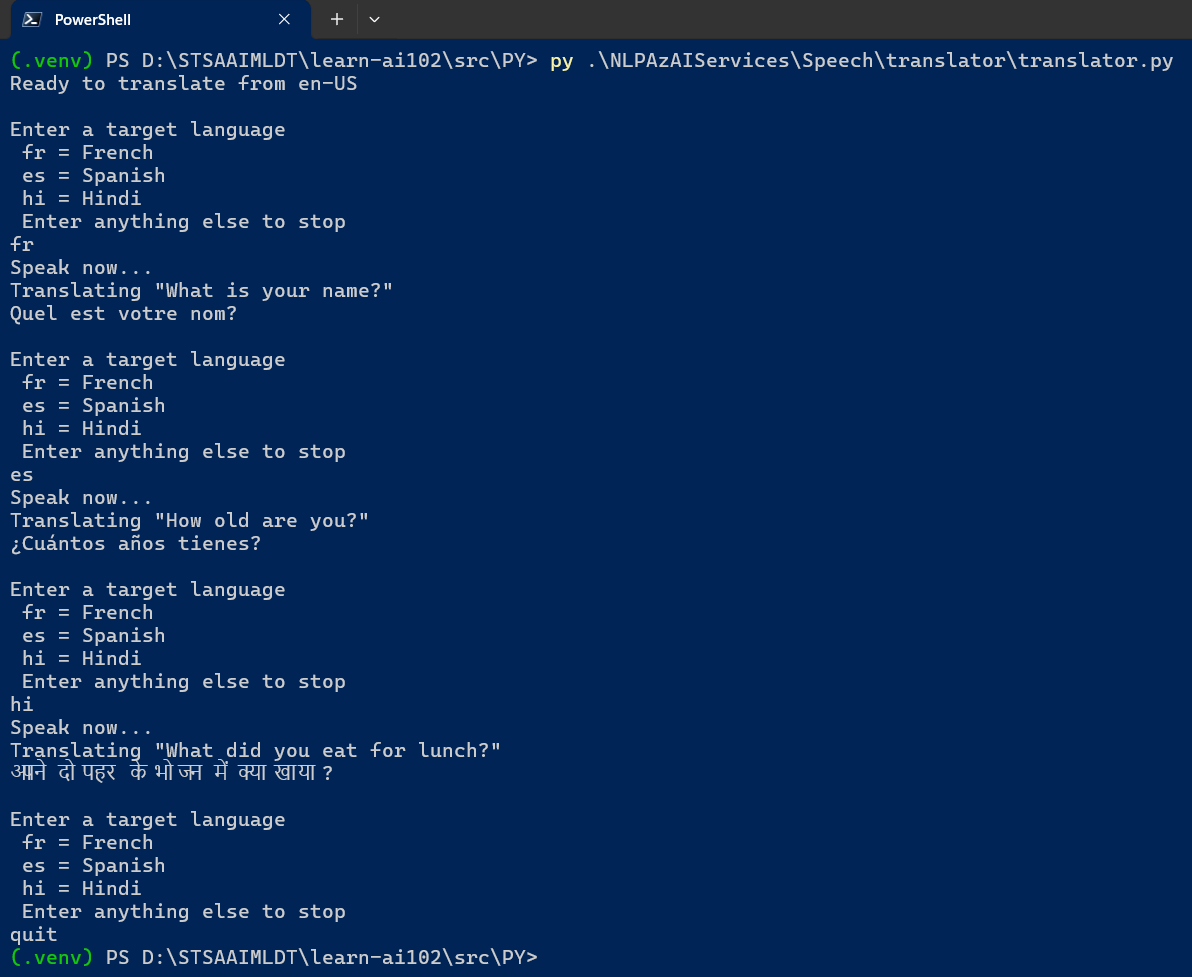 PowerShell
(.venv) PS D:\STSAAIMLDT\learn-ai102\src\PY> py .\NLPAzAIServices\Speech\translator\translator.py
Ready to translate from en-US

Enter a target language
 fr = French
 es = Spanish
 hi = Hindi
 Enter anything else to stop
fr
Speak now...
Translating "What is your name?"
Quel est votre nom?

Enter a target language
 fr = French
 es = Spanish
 hi = Hindi
 Enter anything else to stop
es
Speak now...
Translating "How old are you?"
¿Cuántos años tienes?

Enter a target language
 fr = French
 es = Spanish
 hi = Hindi
 Enter anything else to stop
hi
Speak now...
Translating "What did you eat for lunch?"
आपने दोपहर के भोजन में क्या खाया?

Enter a target language
 fr = French
 es = Spanish
 hi = Hindi
 Enter anything else to stop
quit
(.venv) PS D:\STSAAIMLDT\learn-ai102\src\PY>